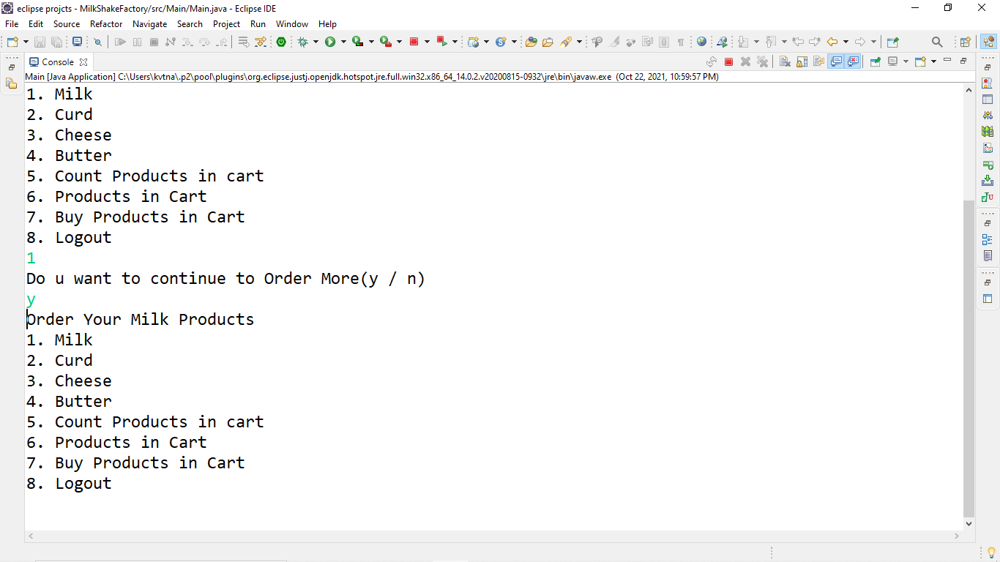 eclipse projcts - MilkShakeFactory/src/Main/Main.java - Eclipse IDE
File Edit Source Refactor Navigate Search Project Run Window Help
Console
Main [Java Application] C:\Users\kvtna\.p2\pool\plugins\org.eclipse.justj.openjdk.hotspot.jre.full.win32.x86_64_14.0.2.v20200815-0932\jre\bin\javaw.exe (Oct 22, 2021, 10:59:57 PM)
1. Milk
2. Curd
3. Cheese
4. Butter
5. Count Products in cart
6. Products in Cart
7. Buy Products in Cart
8. Logout
1
Do u want to continue to Order More(y / n)
y
Order Your Milk Products
1. Milk
2. Curd
3. Cheese
4. Butter
5. Count Products in cart
6. Products in Cart
7. Buy Products in Cart
8. Logout